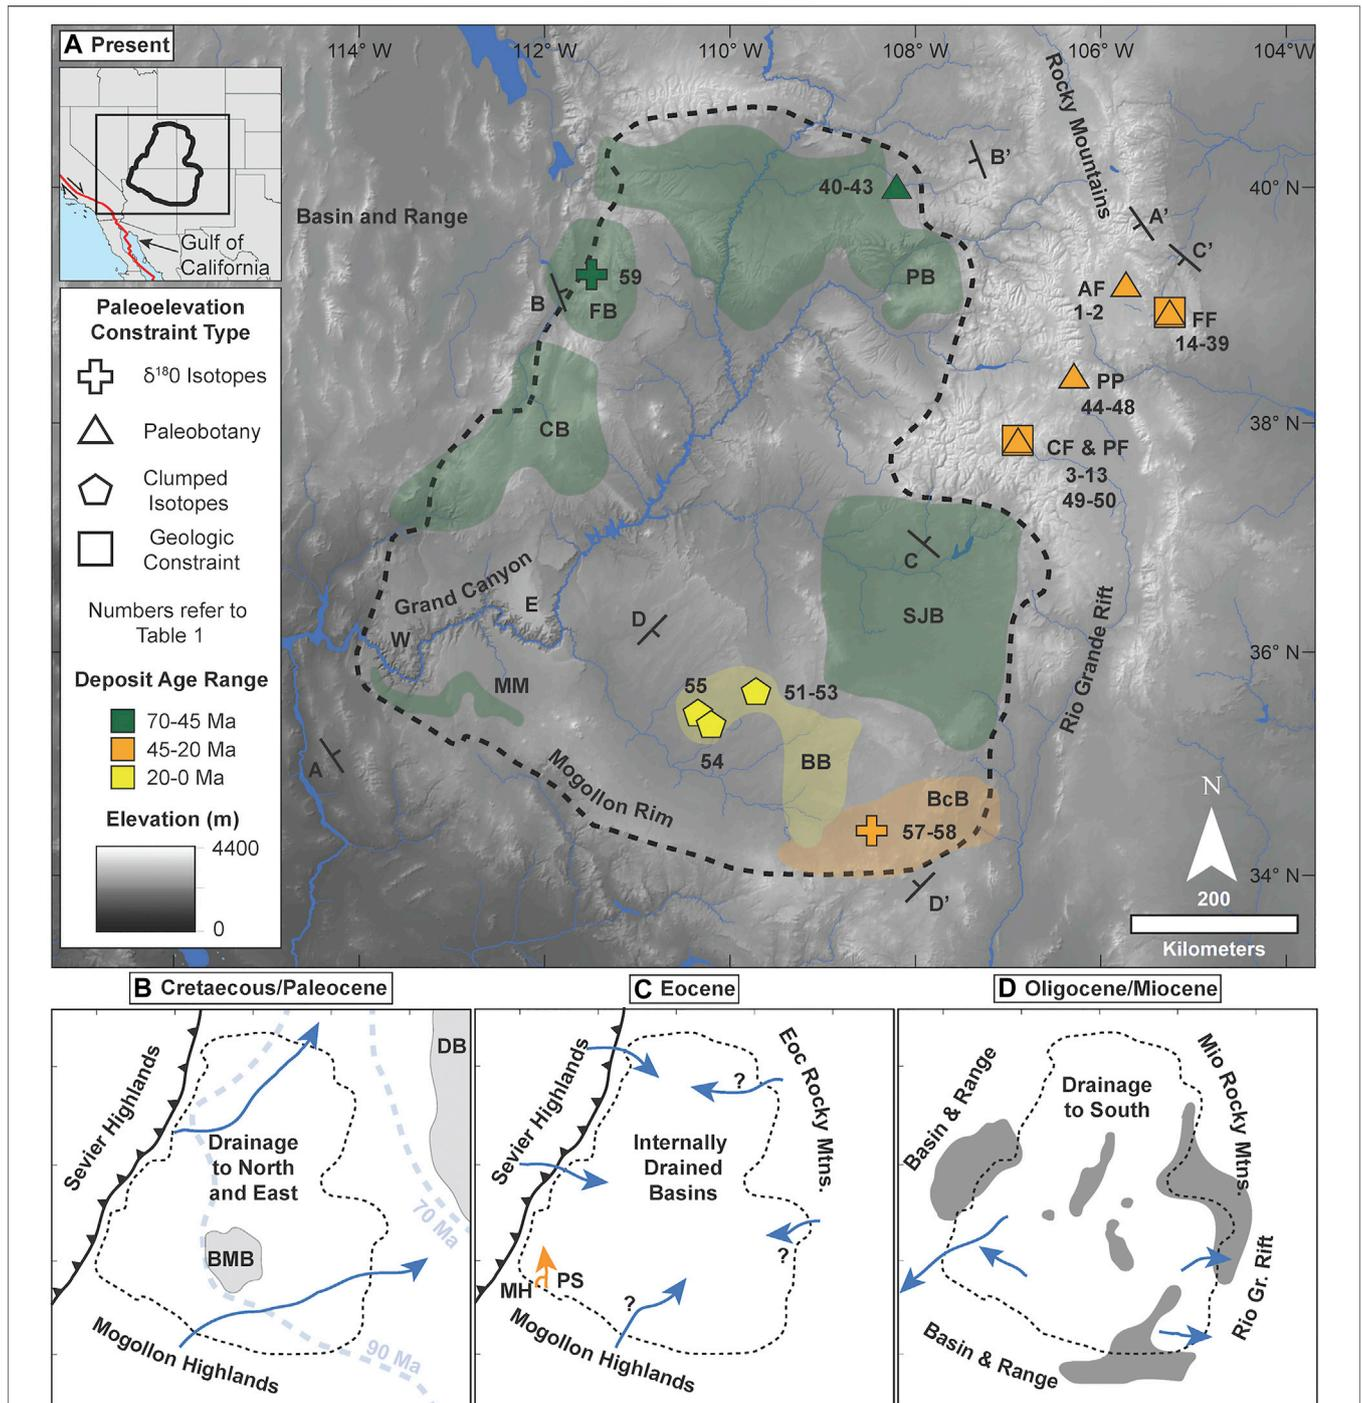 A Present
114° W
112° W
110° W
108° W
106° W
104° W
Gulf of
California
Paleoelevation
Constraint Type
δ¹⁸0 Isotopes
Paleobotany
Clumped
Isotopes
Geologic
Constraint
Numbers refer to
Table 1
Deposit Age Range
70-45 Ma
45-20 Ma
20-0 Ma
Elevation (m)
4400
0
Basin and Range
Rocky Mountains
B'
40-43
40° N
A'
C'
59
B
FB
PB
AF
1-2
FF
14-39
PP
44-48
CB
38° N
CF & PF
3-13
49-50
C
Grand Canyon
E
W
D
SJB
36° N
Rio Grande Rift
MM
55
51-53
54
BB
A
Mogollon Rim
BcB
57-58
D'
34° N
N
200
Kilometers
B Cretaecous/Paleocene
Sevier Highlands
DB
Drainage
to North
and East
70 Ma
BMB
Mogollon Highlands
90 Ma
C Eocene
Sevier Highlands
Eoc Rocky Mtns.
?
Internally
Drained
Basins
?
MH
PS
?
Mogollon Highlands
D Oligocene/Miocene
Basin & Range
Drainage
to South
Mio Rocky Mtns.
Rio Gr. Rift
Basin & Range